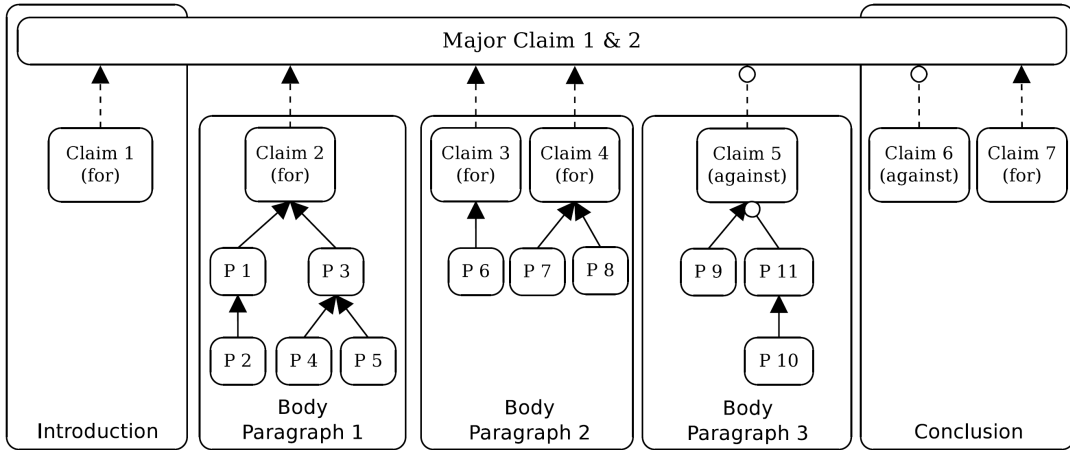 Major Claim 1 & 2
Claim 1
(for)
Claim 2
(for)
Claim 3
(for)
Claim 4
(for)
Claim 5
(against)
Claim 6
(against)
Claim 7
(for)
P 1
P 3
P 6
P 7
P 8
P 9
P 11
P 2
P 4
P 5
P 10
Introduction
Body
Paragraph 1
Body
Paragraph 2
Body
Paragraph 3
Conclusion